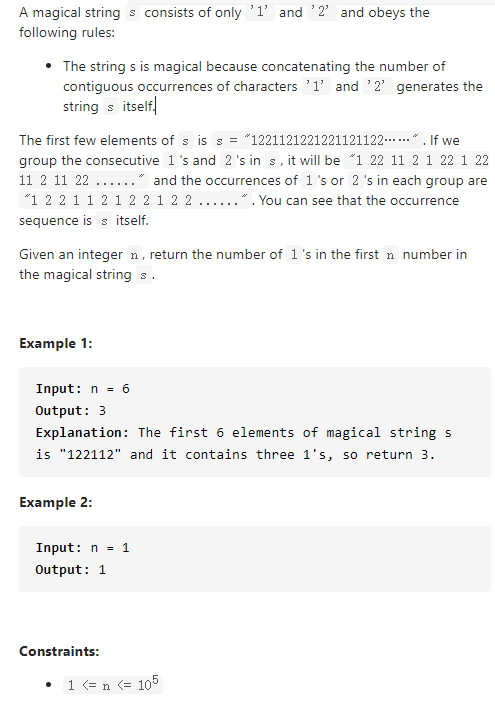 A magical string s consists of only '1' and '2' and obeys the
following rules:
• The string s is magical because concatenating the number of
contiguous occurrences of characters '1' and '2' generates the
string s itself.
The first few elements of s is s = "1221121221221121122……". If we
group the consecutive 1 's and 2 's in s, it will be "1 22 11 2 1 22 1 22
11 2 11 22 ......" and the occurrences of 1 's or 2 's in each group are
"1 2 2 1 1 2 1 2 2 1 2 2 ......". You can see that the occurrence
sequence is s itself.
Given an integer n, return the number of 1 's in the first n number in
the magical string s.
Example 1:
Input: n = 6
Output: 3
Explanation: The first 6 elements of magical string s
is "122112" and it contains three 1's, so return 3.
Example 2:
Input: n = 1
Output: 1
Constraints:
• 1 <= n <= 10⁵